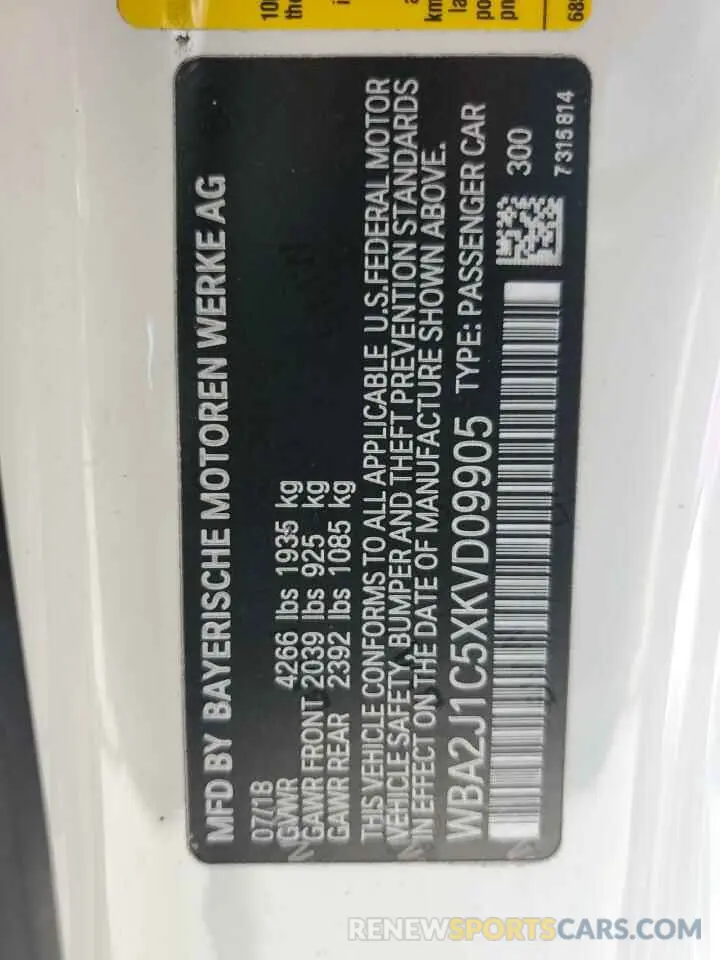 MFD BY BAYERISCHE MOTOREN WERKE AG
07/18
GVWR 4266 lbs 1935 kg
GAWR FRONT 2039 lbs 925 kg
GAWR REAR 2392 lbs 1085 kg
THIS VEHICLE CONFORMS TO ALL APPLICABLE U.S.FEDERAL MOTOR
VEHICLE SAFETY, BUMPER AND THEFT PREVENTION STANDARDS
IN EFFECT ON THE DATE OF MANUFACTURE SHOWN ABOVE.
WBA2J1C5XKVD09905 TYPE: PASSENGER CAR
300
7315814
RENEWSPORTSCARS.COM